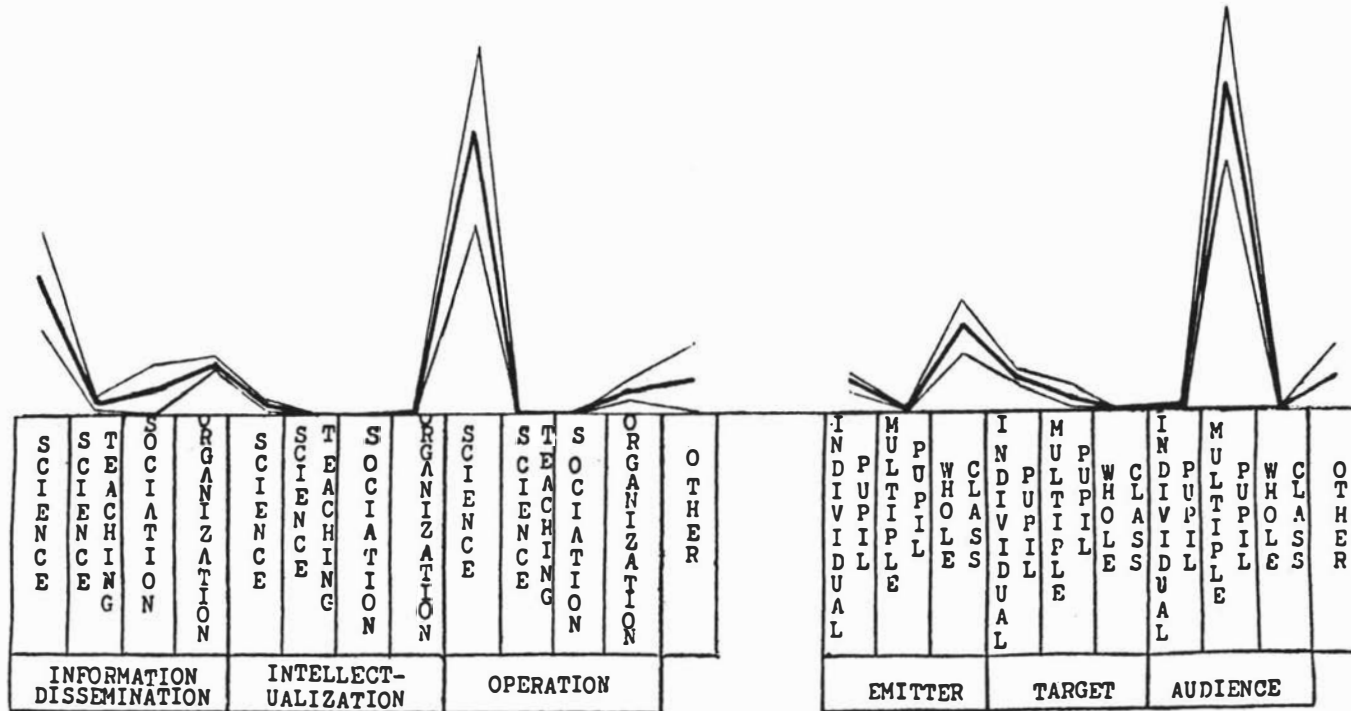 SCIENCE
SCIENCE TEACHING
SOCIATION
ORGANIZATION
SCIENCE
SCIENCE TEACHING
SOCIATION
ORGANIZATION
SCIENCE
SCIENCE TEACHING
SOCIATION
ORGANIZATION
OTHER
INFORMATION
DISSEMINATION
INTELLECT-
UALIZATION
OPERATION
INDIVIDUAL PUPIL
MULTIPLE PUPIL
WHOLE CLASS
INDIVIDUAL PUPIL
MULTIPLE PUPIL
WHOLE CLASS
INDIVIDUAL PUPIL
MULTIPLE PUPIL
WHOLE CLASS
OTHER
EMITTER
TARGET
AUDIENCE